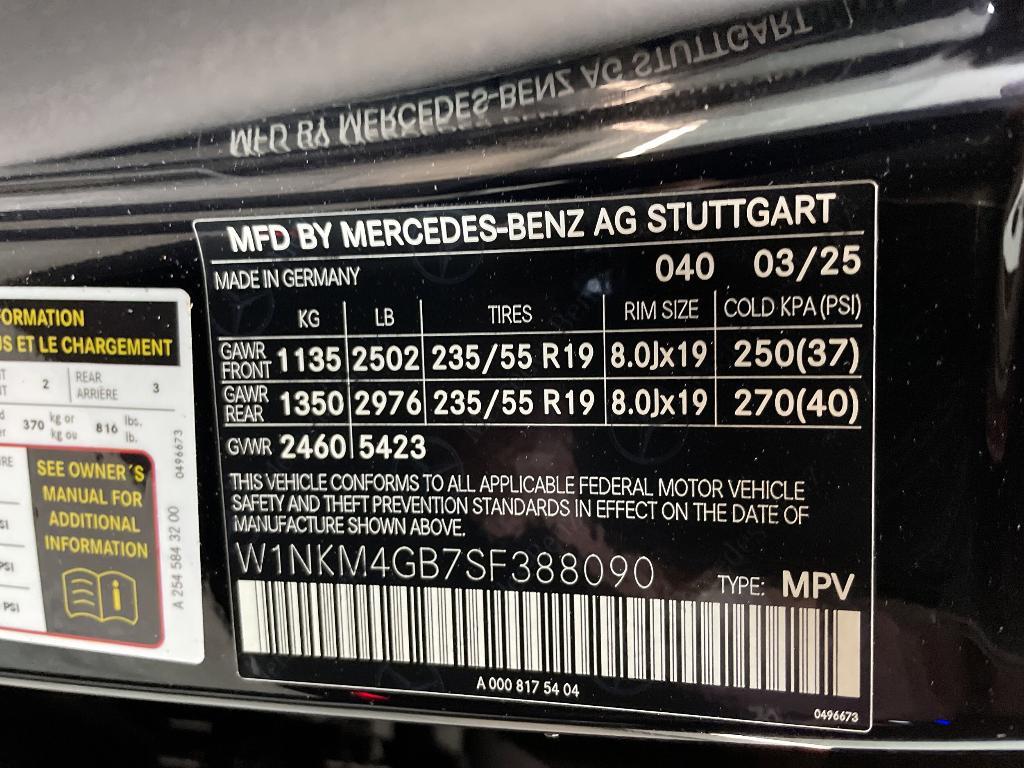 MFD BY MERCEDES-BENZ AG STUTTGART
MFD BY MERCEDES-BENZ AG STUTTGART
MADE IN GERMANY 040 03/25
KG LB TIRES RIM SIZE COLD KPA (PSI)
GAWR FRONT 1135 2502 235/55 R19 8.0Jx19 250(37)
GAWR REAR 1350 2976 235/55 R19 8.0Jx19 270(40)
GVWR 2460 5423
THIS VEHICLE CONFORMS TO ALL APPLICABLE FEDERAL MOTOR VEHICLE
SAFETY AND THEFT PREVENTION STANDARDS IN EFFECT ON THE DATE OF
MANUFACTURE SHOWN ABOVE.
W1NKM4GB7SF388090
TYPE: MPV
A 000 817 54 04
0496673
ORMATION
S ET LE CHARGEMENT
2 REAR ARRIÈRE 3
370 kg or kg ou 816 lbs. lb.
SEE OWNER´S
MANUAL FOR
ADDITIONAL
INFORMATION
PSI
PSI
A 254 584 32 00
0496673